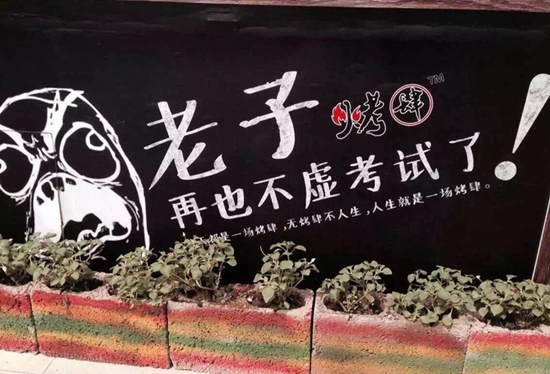 老子 烤肆 TM
再也不虚考试了!
是一场烤肆,无烤肆不人生,人生就是一场烤肆。